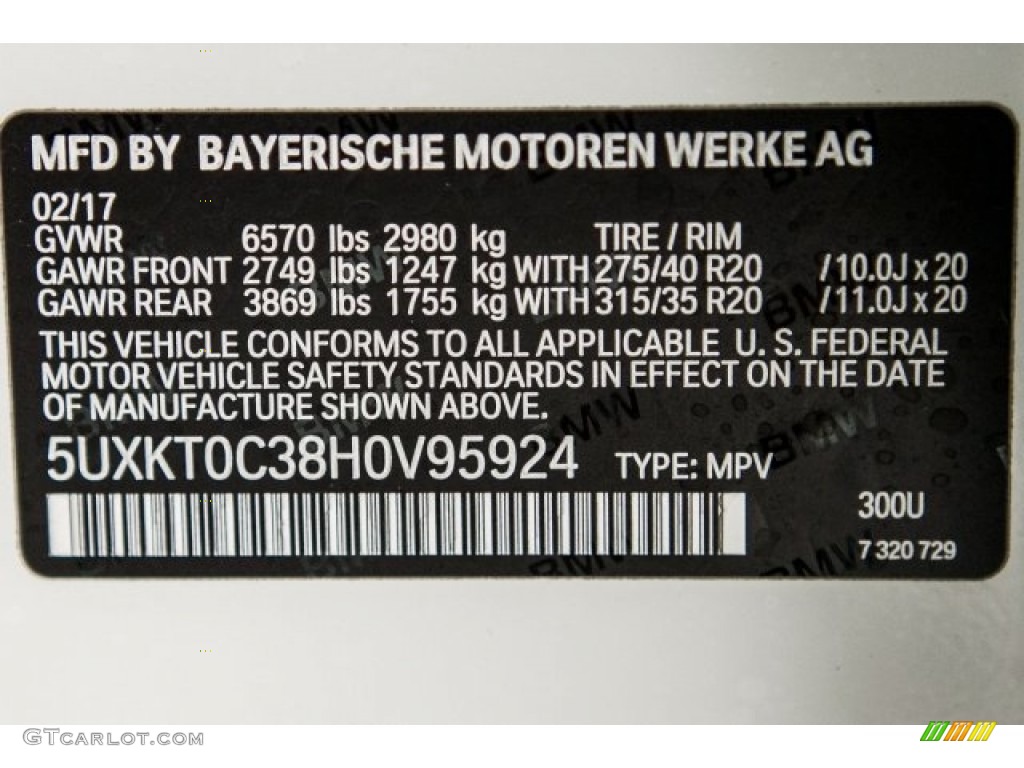 MFD BY BAYERISCHE MOTOREN WERKE AG
02/17
GVWR 6570 lbs 2980 kg TIRE / RIM
GAWR FRONT 2749 lbs 1247 kg WITH 275/40 R20 /10.0J x 20
GAWR REAR 3869 lbs 1755 kg WITH 315/35 R20 /11.0J x 20
THIS VEHICLE CONFORMS TO ALL APPLICABLE U. S. FEDERAL
MOTOR VEHICLE SAFETY STANDARDS IN EFFECT ON THE DATE
OF MANUFACTURE SHOWN ABOVE.
5UXKT0C38H0V95924 TYPE: MPV
300U
7 320 729
GTCARLOT.COM